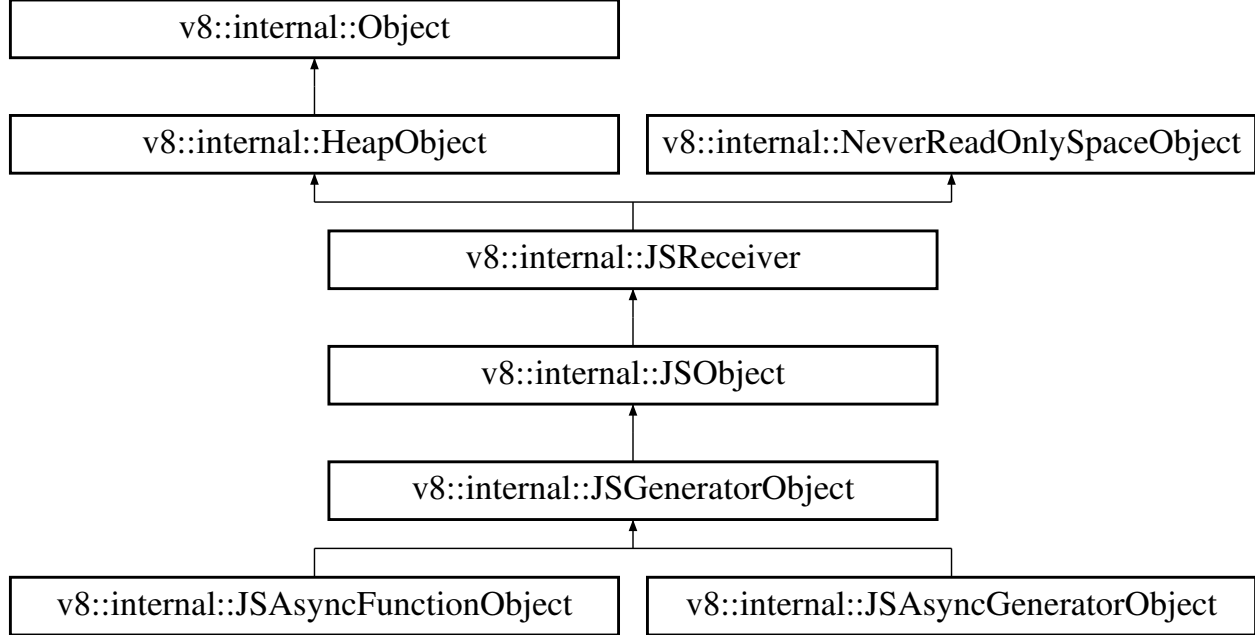 v8::internal::Object
v8::internal::HeapObject
v8::internal::NeverReadOnlySpaceObject
v8::internal::JSReceiver
v8::internal::JSObject
v8::internal::JSGeneratorObject
v8::internal::JSAsyncFunctionObject
v8::internal::JSAsyncGeneratorObject